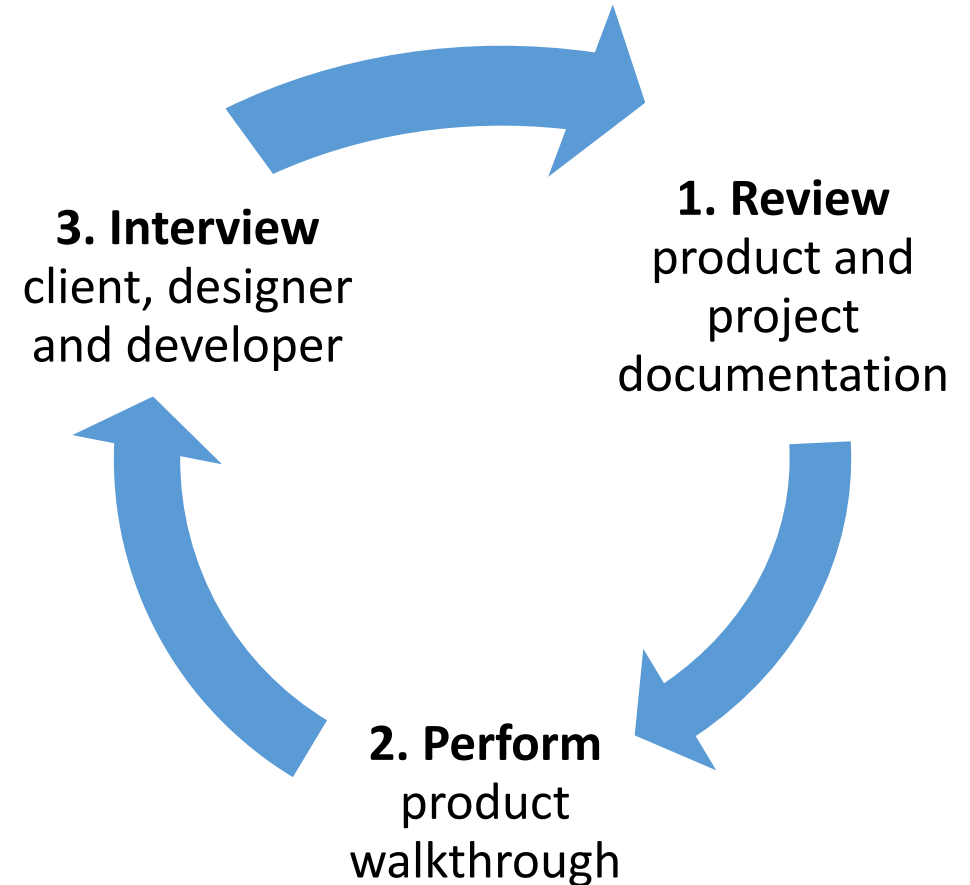 1. Review
product and
project
documentation
2. Perform
product
walkthrough
3. Interview
client, designer
and developer